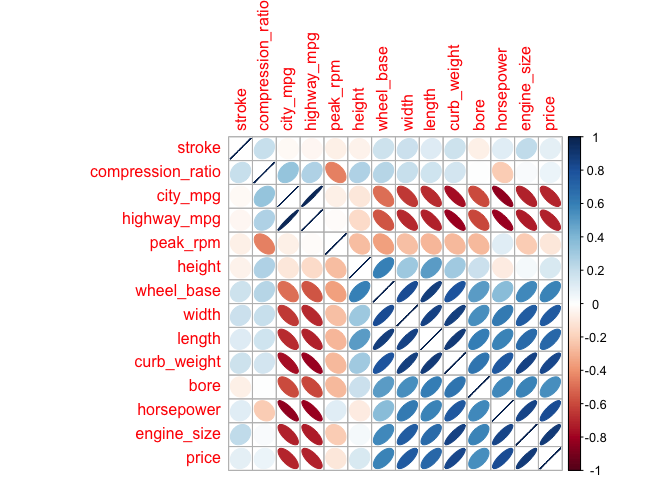 stroke
compression_ratio
city_mpg
highway_mpg
peak_rpm
height
wheel_base
width
length
curb_weight
bore
horsepower
engine_size
price
stroke
compression_ratio
city_mpg
highway_mpg
peak_rpm
height
wheel_base
width
length
curb_weight
bore
horsepower
engine_size
price
1
0.8
0.6
0.4
0.2
0
-0.2
-0.4
-0.6
-0.8
-1